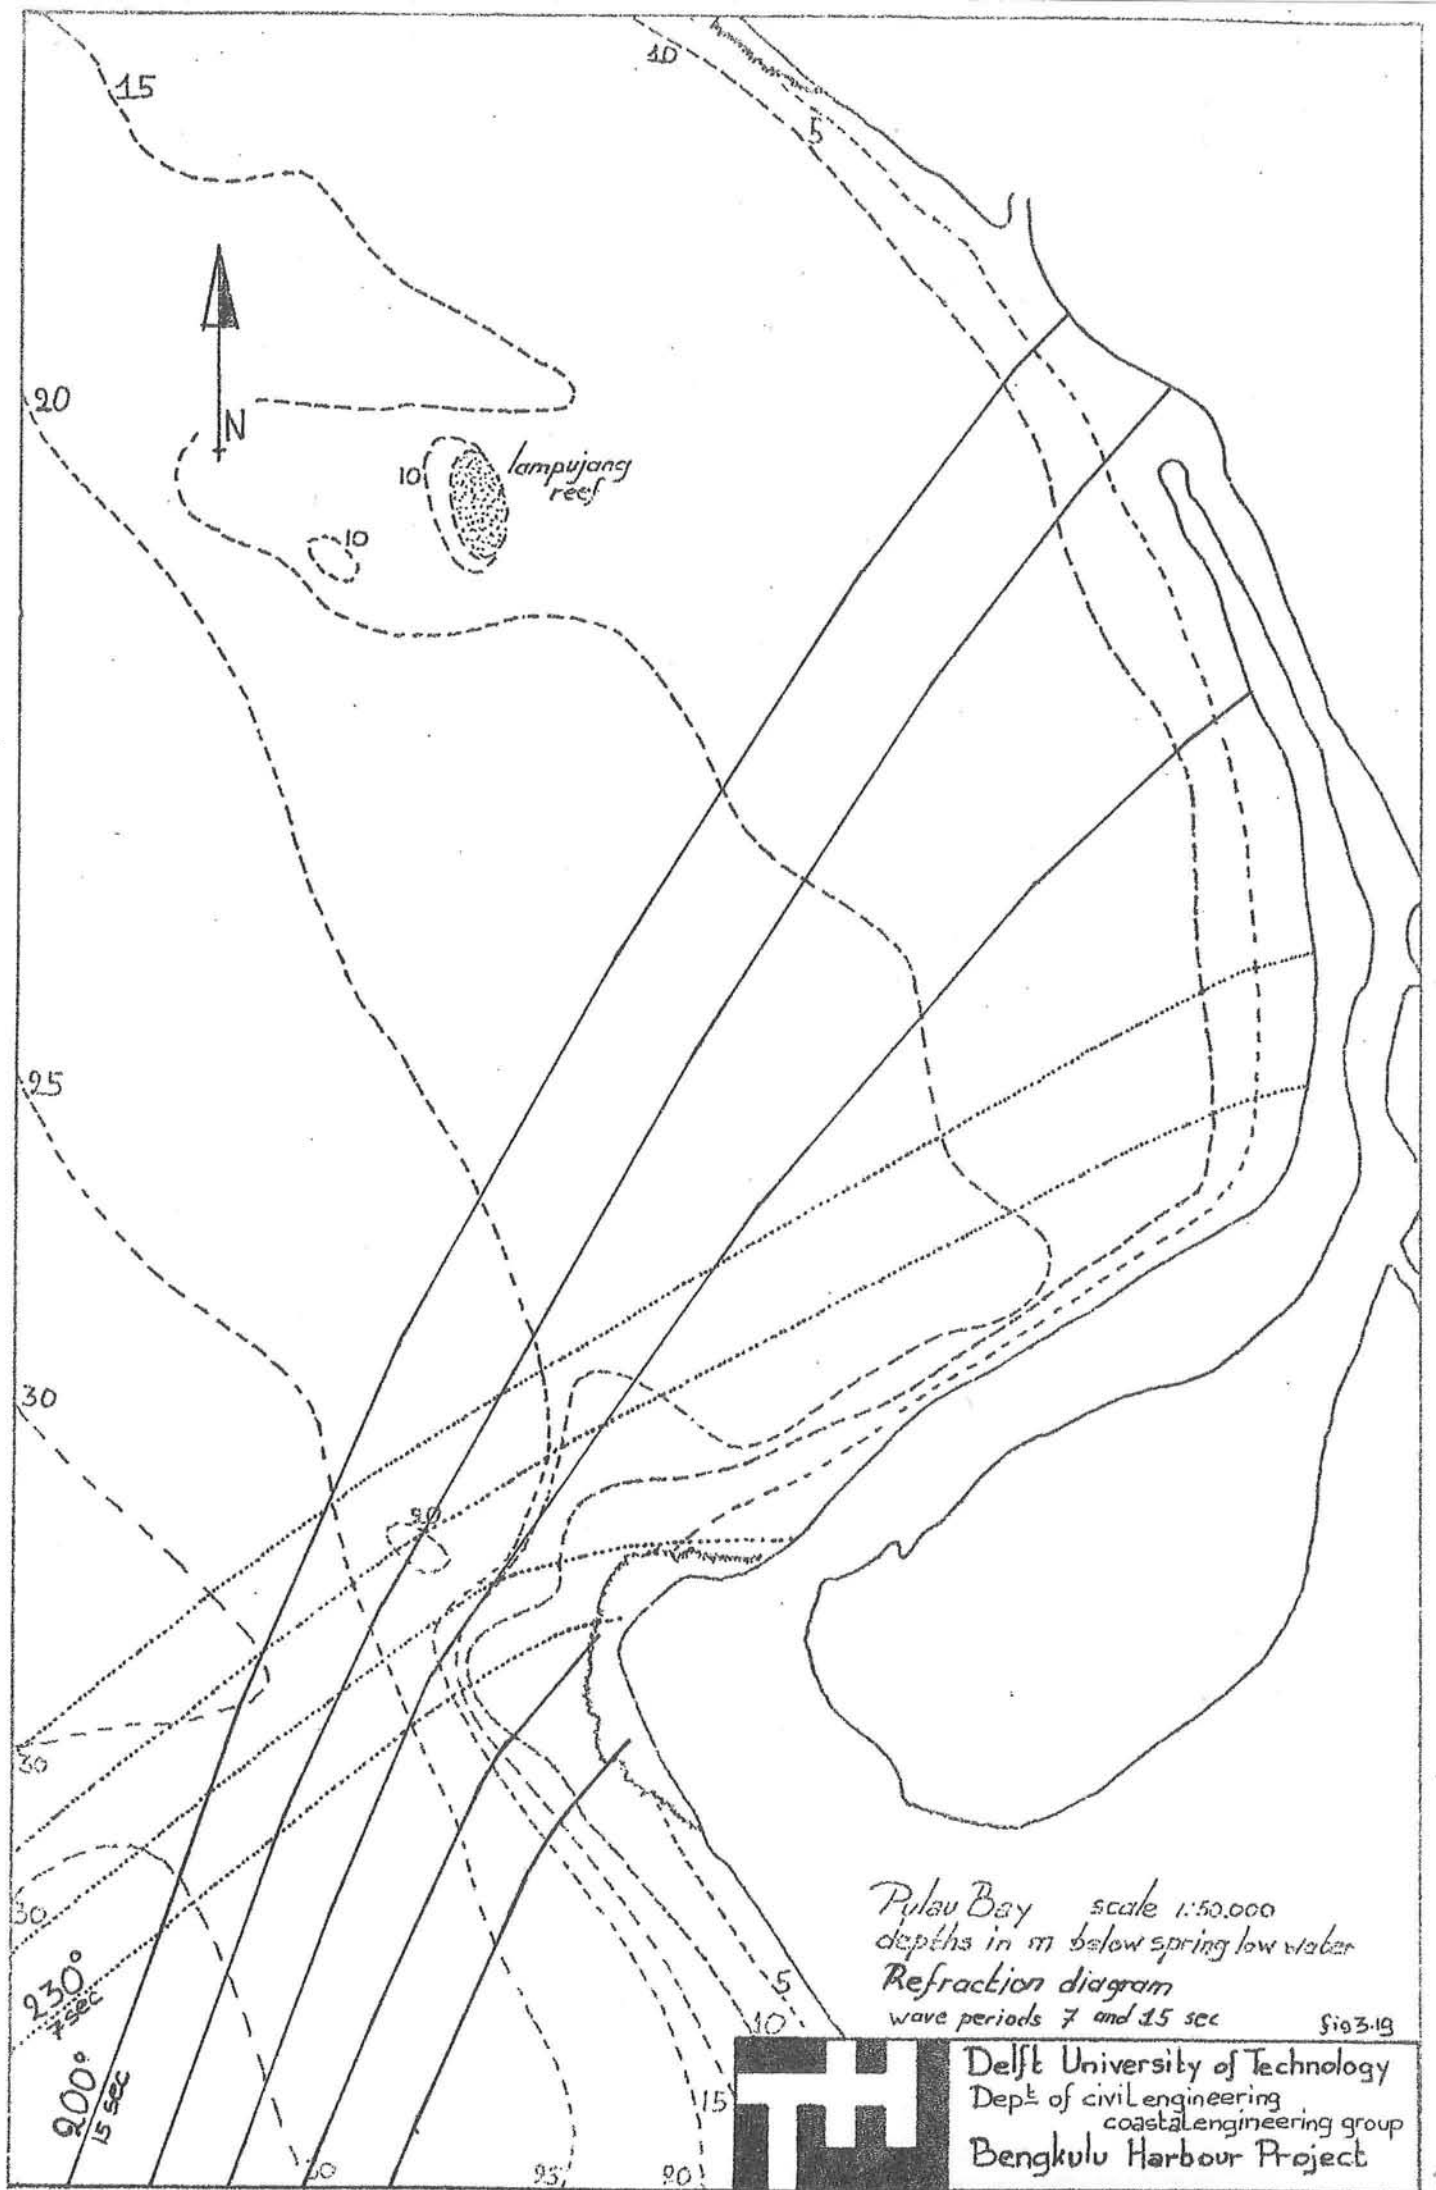 10
15
5
20
N
10
lampujang
reef
10
25
30
20
30
30
230°
7sec
200°
15 sec
30
25
20
15
10
5
Pulau Bay scale 1:50.000
depths in m below spring low water
Refraction diagram
wave periods 7 and 15 sec
fig 3.19
Delft University of Technology
Dept of civil engineering
coastal engineering group
Bengkulu Harbour Project